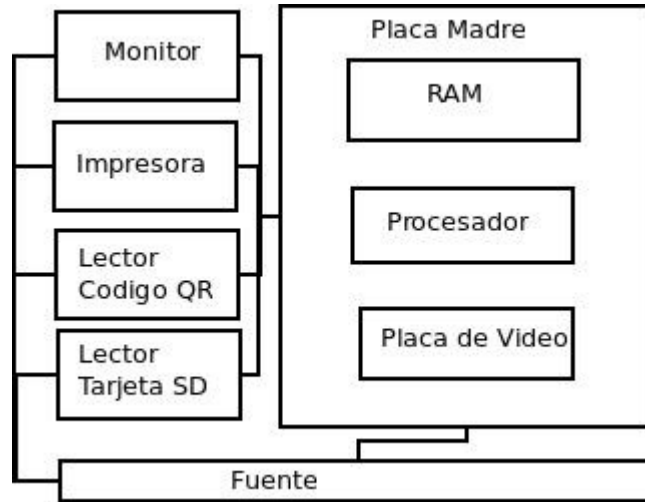 Monitor
Impresora
Lector
Codigo QR
Lector
Tarjeta SD
Placa Madre
RAM
Procesador
Placa de Video
Fuente